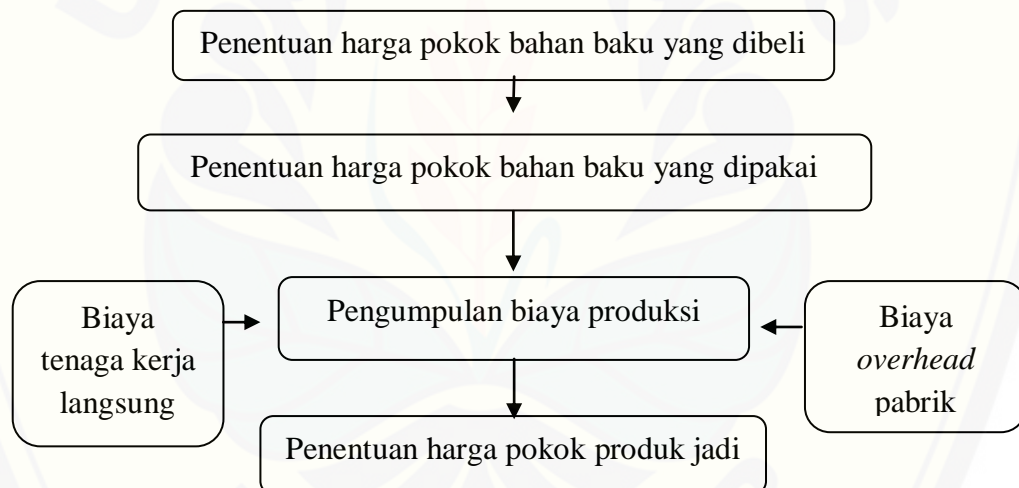 Penentuan harga pokok bahan baku yang dibeli
Penentuan harga pokok bahan baku yang dipakai
Pengumpulan biaya produksi
Biaya
tenaga kerja
langsung
Biaya
overhead
pabrik
Penentuan harga pokok produk jadi